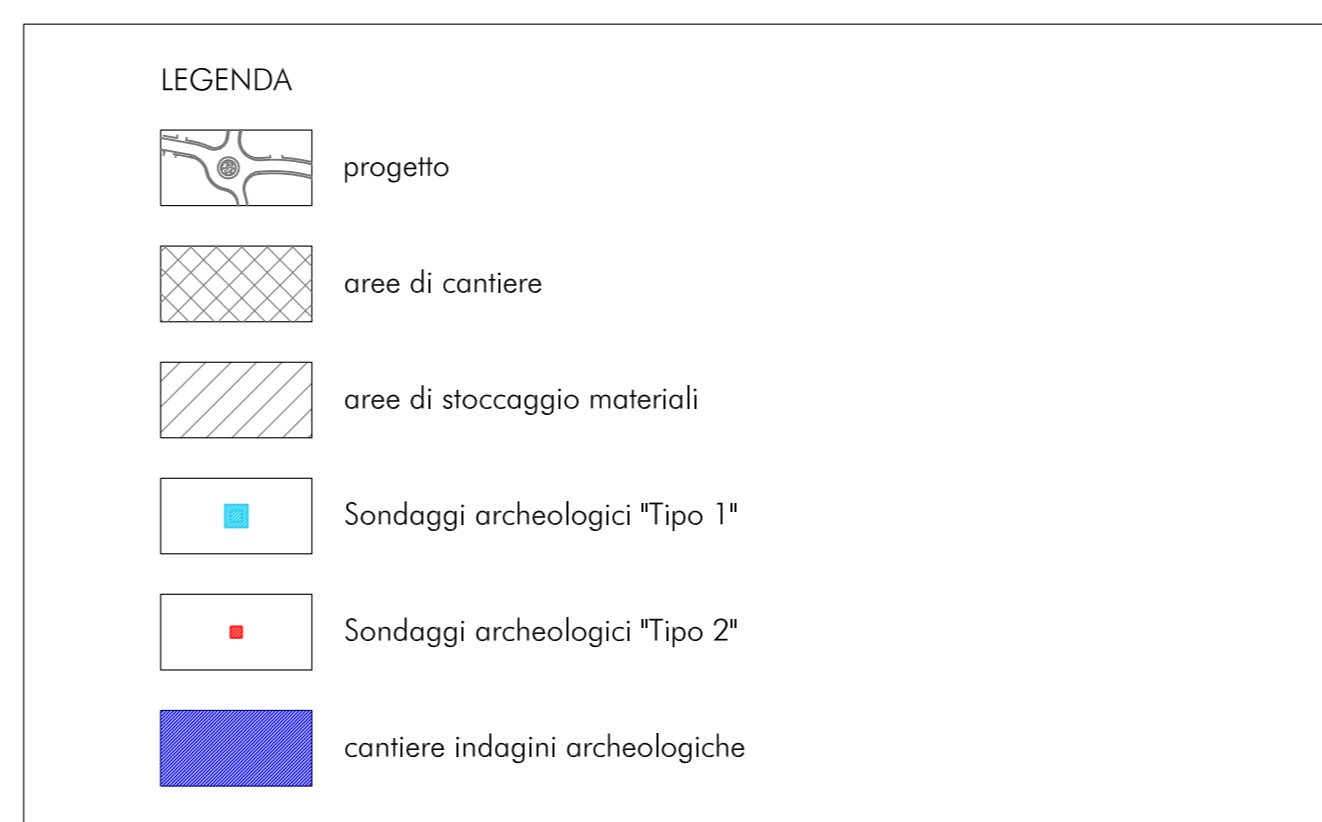 LEGENDA
progetto
aree di cantiere
aree di stoccaggio materiali
Sondaggi archeologici "Tipo 1"
Sondaggi archeologici "Tipo 2"
cantiere indagini archeologiche